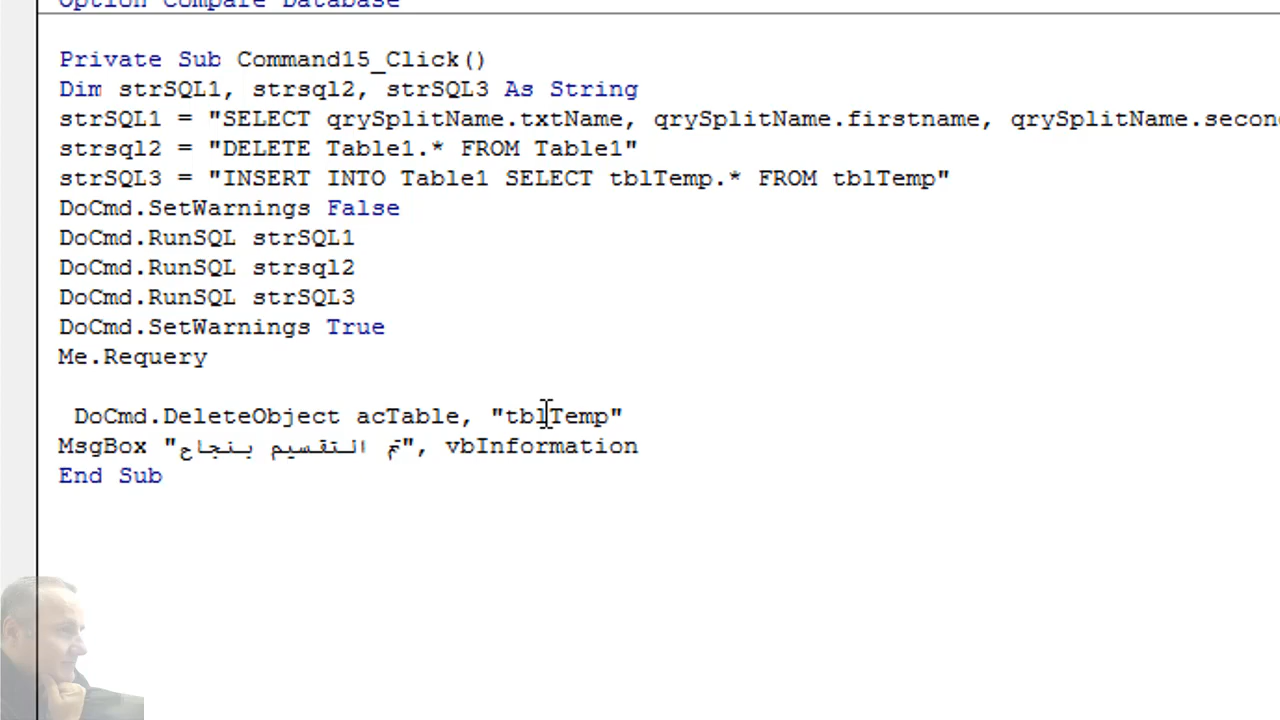 Option Compare Database
Private Sub Command15_Click()
Dim strSQL1, strsql2, strSQL3 As String
strSQL1 = "SELECT qrySplitName.txtName, qrySplitName.firstname, qrySplitName.secon
strsql2 = "DELETE Table1.* FROM Table1"
strSQL3 = "INSERT INTO Table1 SELECT tblTemp.* FROM tblTemp"
DoCmd.SetWarnings False
DoCmd.RunSQL strSQL1
DoCmd.RunSQL strsql2
DoCmd.RunSQL strSQL3
DoCmd.SetWarnings True
Me.Requery
DoCmd.DeleteObject acTable, "tblTemp"
MsgBox "تم التقسيم بنجاح", vbInformation
End Sub